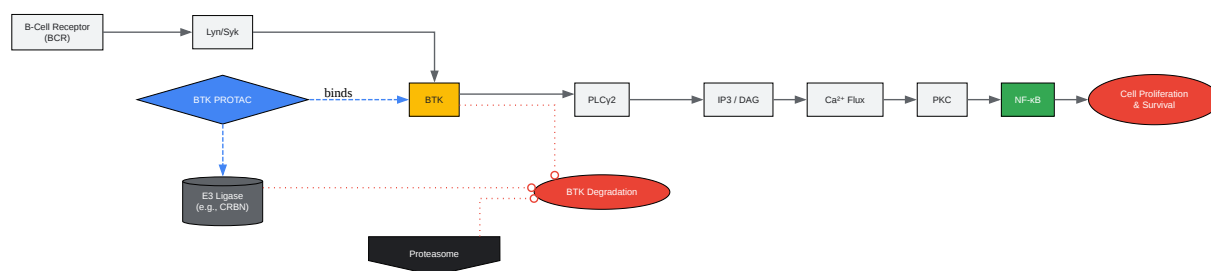 B-Cell Receptor
(BCR)
Lyn/Syk
BTK PROTAC
binds
BTK
PLCγ2
IP3 / DAG
Ca²⁺ Flux
PKC
NF-κB
Cell Proliferation
& Survival
E3 Ligase
(e.g., CRBN)
BTK Degradation
Proteasome